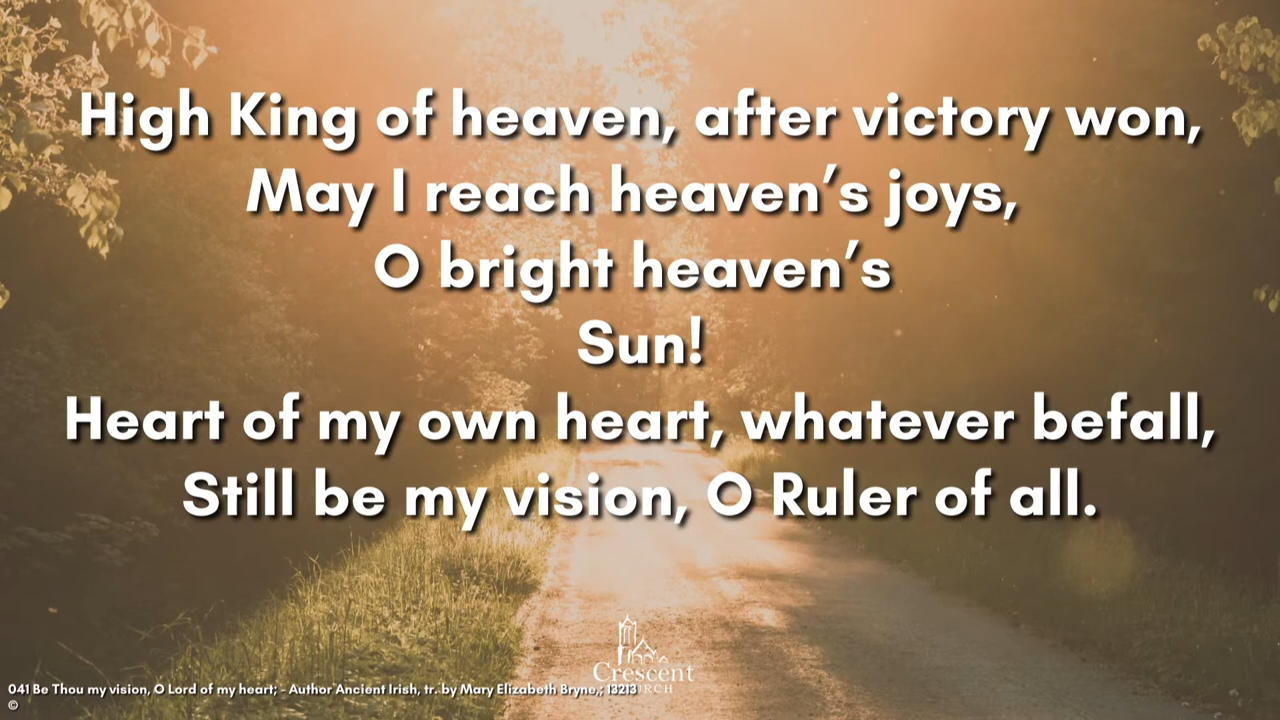 High King of heaven, after victory won,
May I reach heaven’s joys,
O bright heaven’s
Sun!
Heart of my own heart, whatever befall,
Still be my vision, O Ruler of all.
Crescent
041 Be Thou my vision, O Lord of my heart; - Author Ancient Irish, tr. by Mary Elizabeth Bryne,; 13213
©